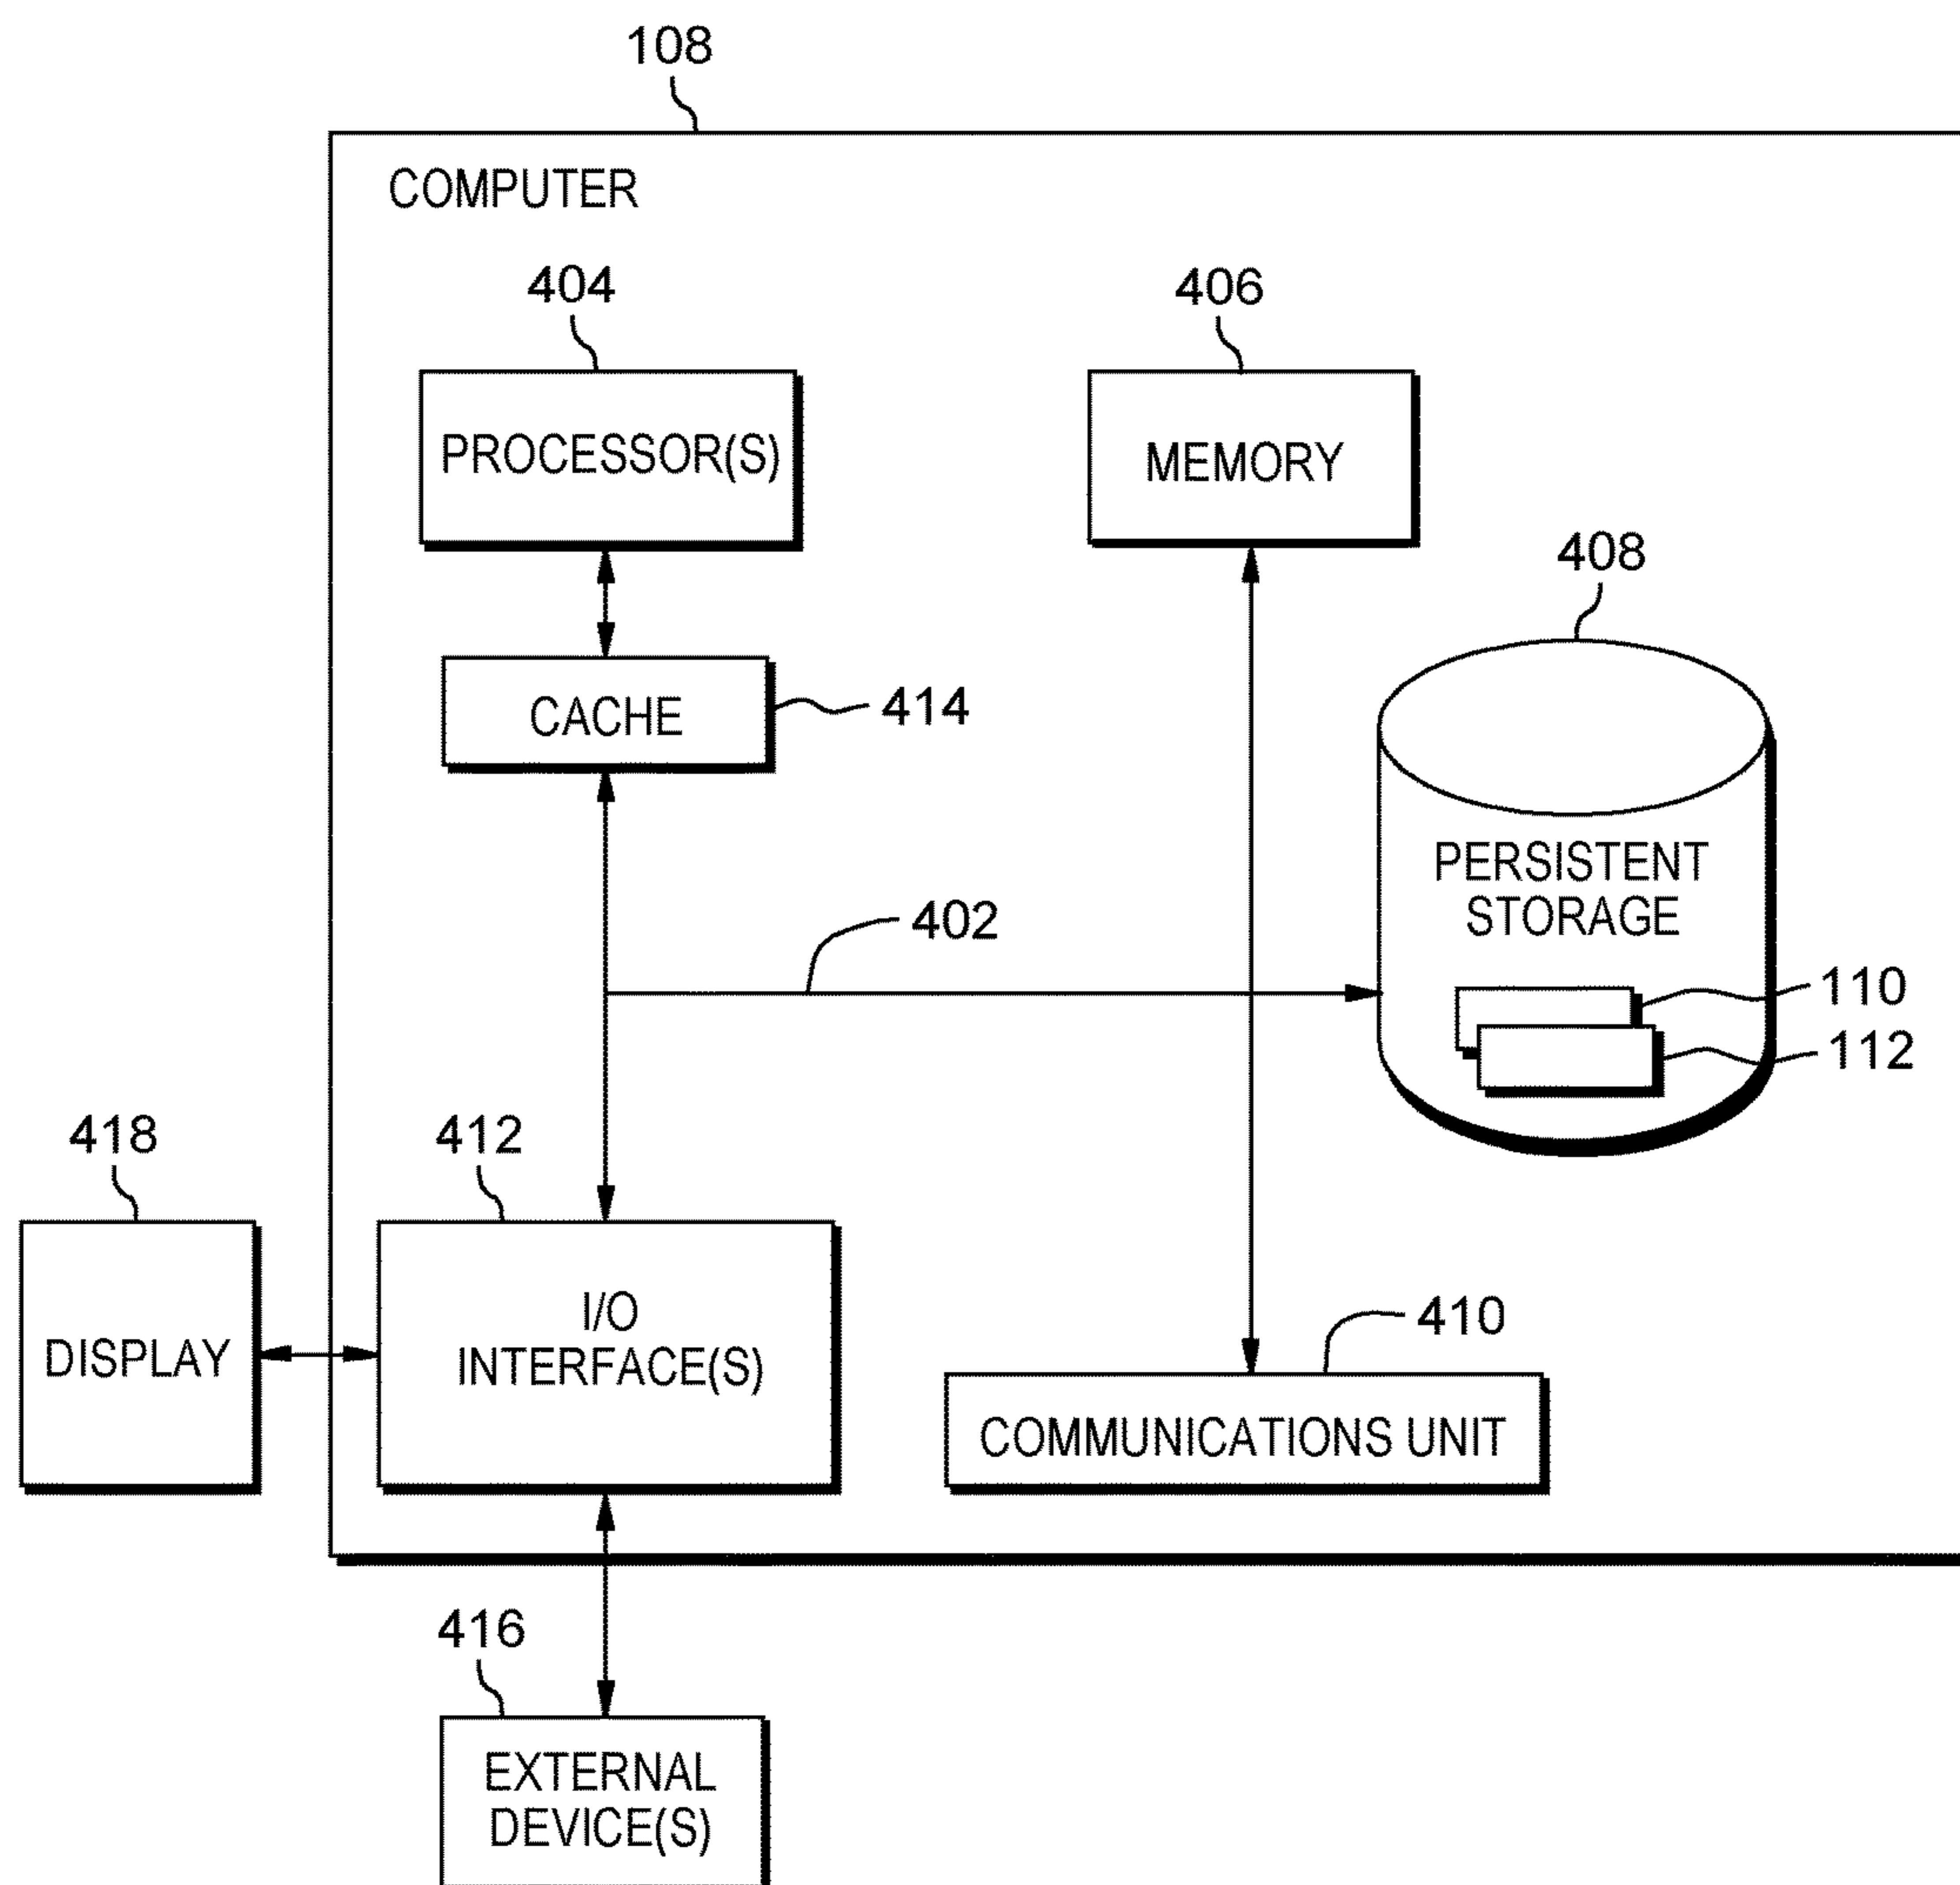 108
COMPUTER
404
406
PROCESSOR(S)
MEMORY
408
CACHE
414
PERSISTENT
STORAGE
402
110
112
418
412
DISPLAY
I/O
INTERFACE(S)
410
COMMUNICATIONS UNIT
416
EXTERNAL
DEVICE(S)